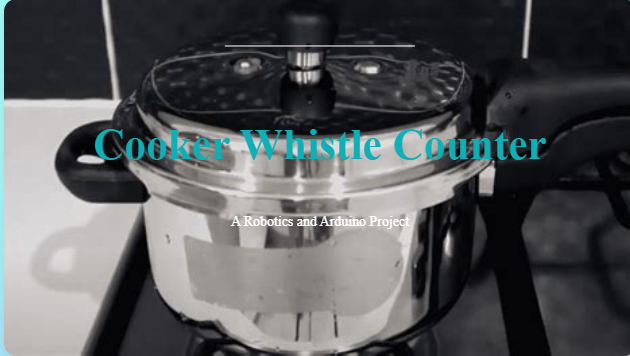 Cooker Whistle Counter
A Robotics and Arduino Project